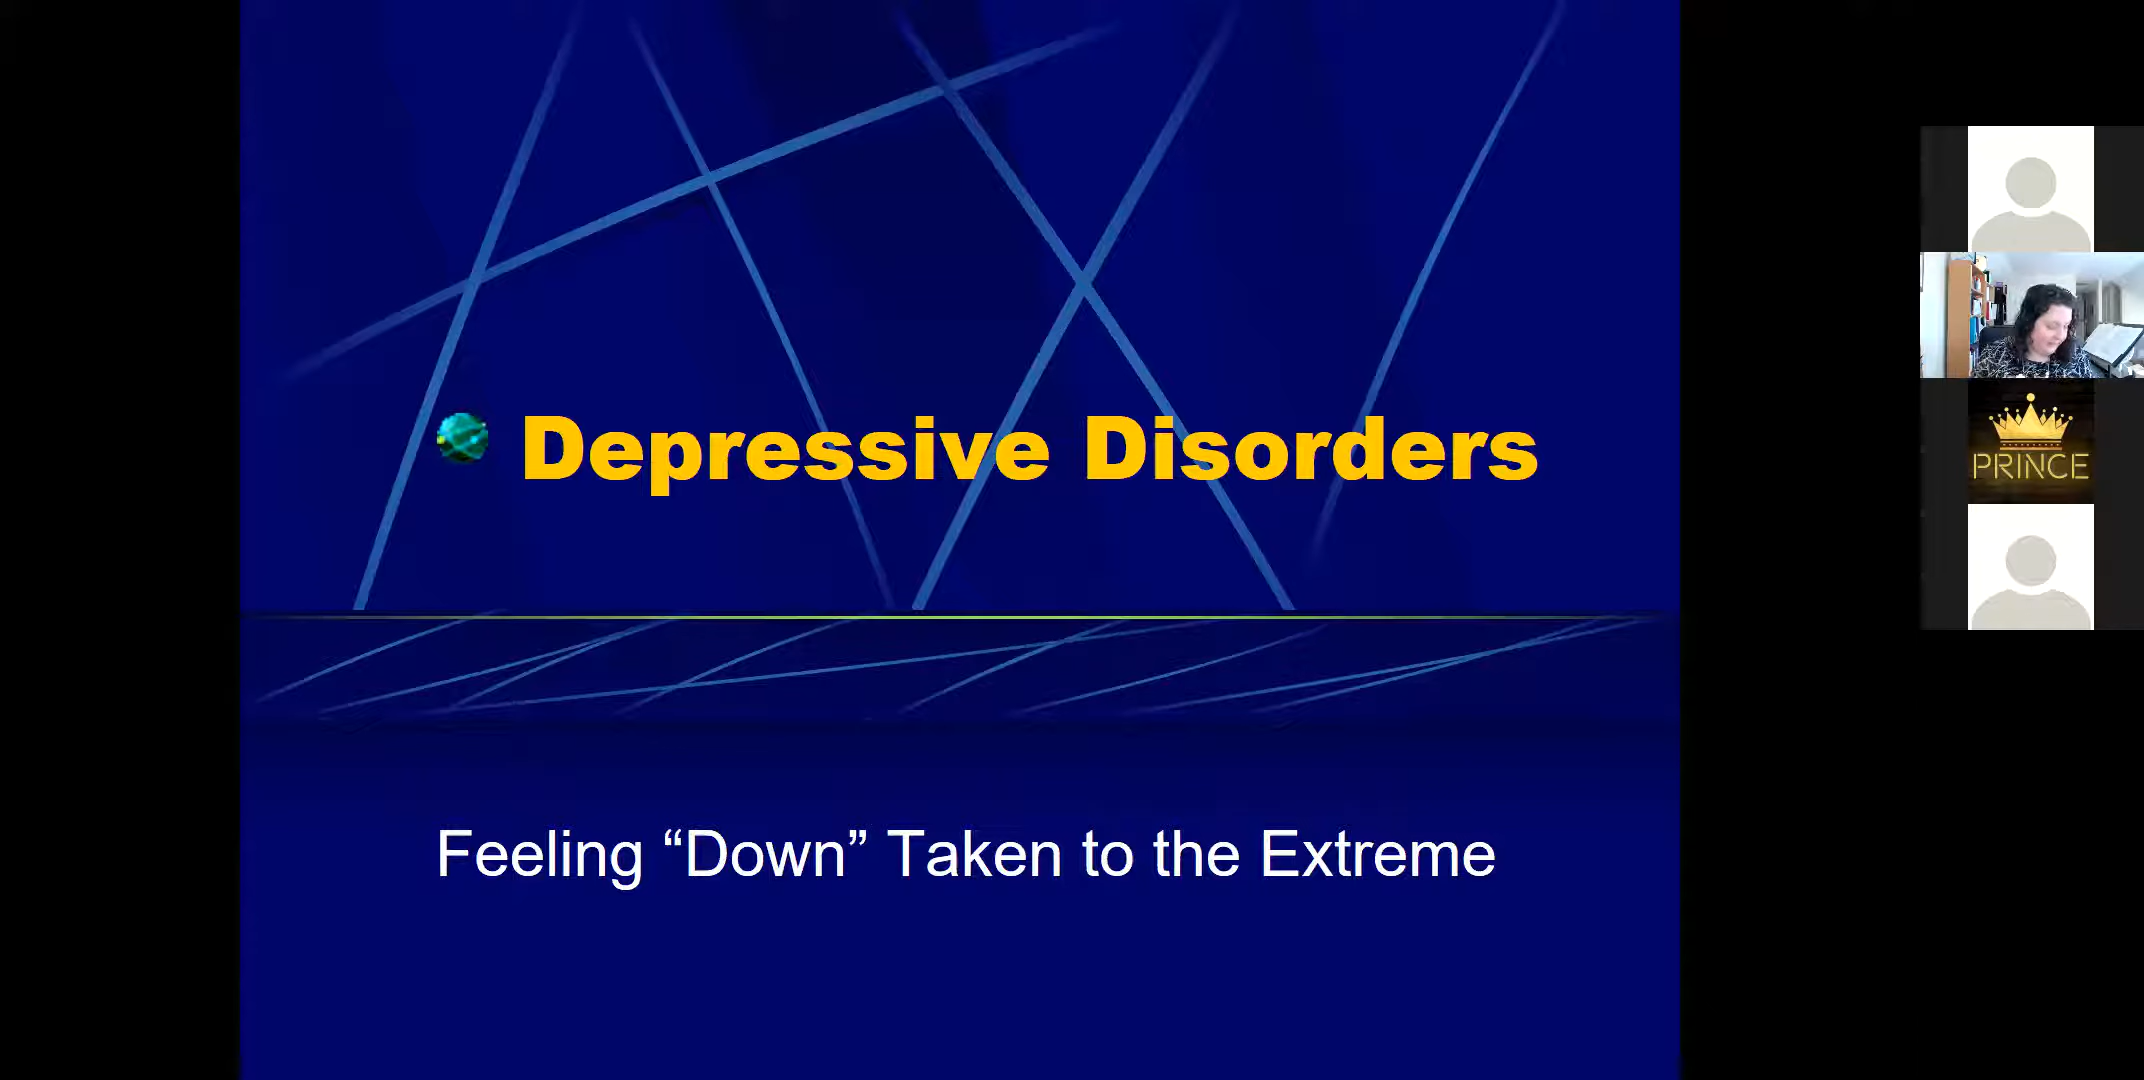 Depressive Disorders
Feeling “Down” Taken to the Extreme
PRINCE